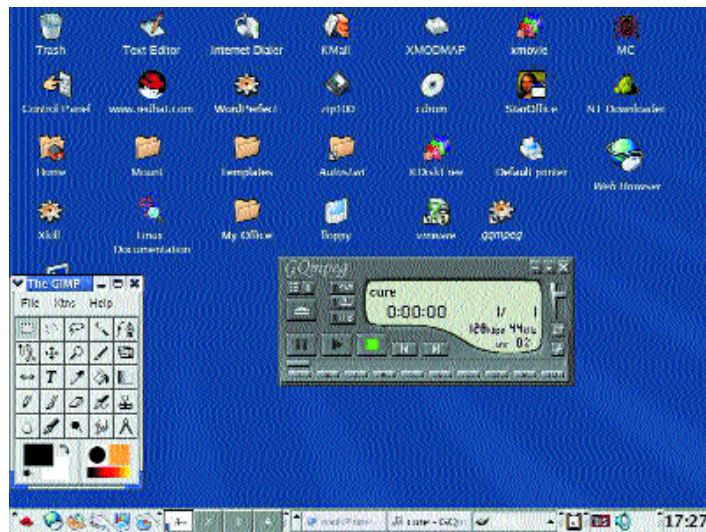 Trash
Text Editor
Internet Dialer
KMail
XMODMAP
xmovie
MC
Control Panel
www.redhat.com
WordPerfect
zip100
cdrom
StarOffice
NT Downloader
Home
Mount
Templates
Autostart
KDiskFree
Default printer
Web Browser
Xkill
Linux
Documentation
My Office
floppy
vmware
gqmpeg
The GIMP
File Xtns Help
GQmpeg
cure
0:00:00
1/ 1
128kbps 44khz
17:27